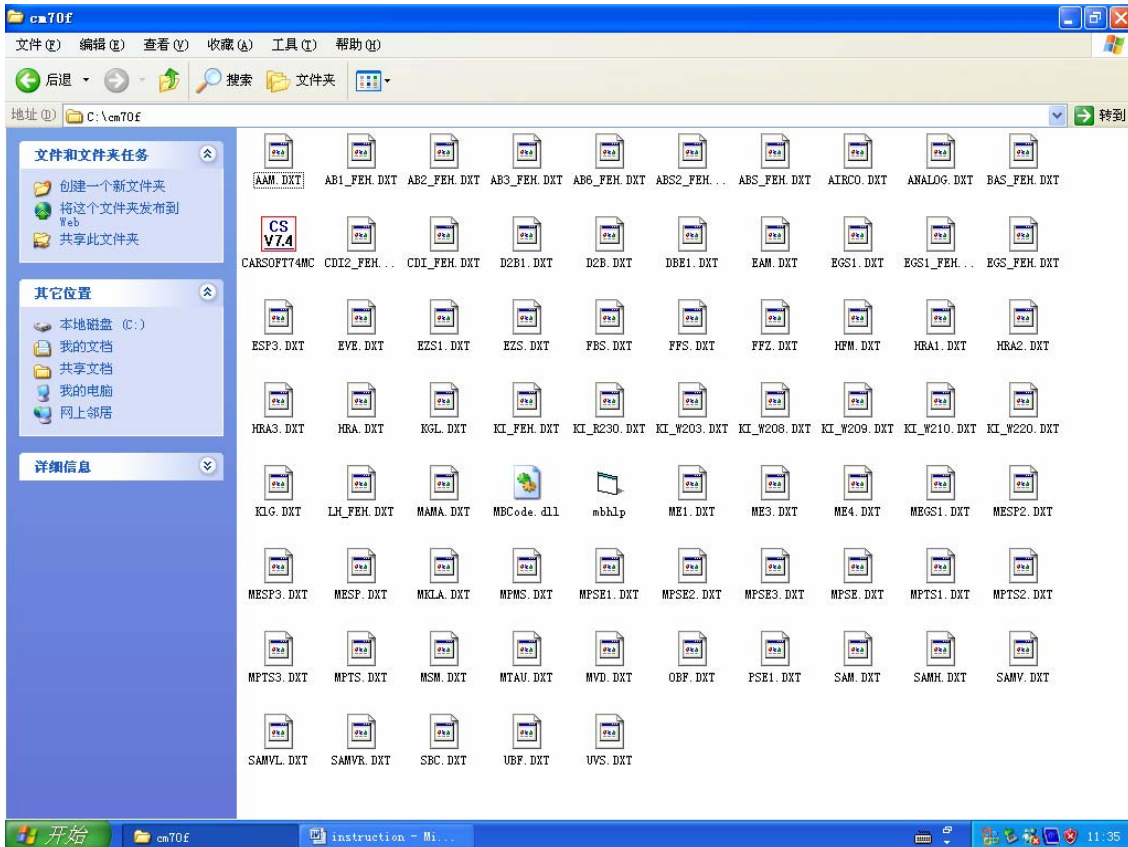 cm70f
文件(F) 编辑(E) 查看(V) 收藏(A) 工具(T) 帮助(H)
后退 搜索 文件夹
地址(D) C:\cm70f 转到
文件和文件夹任务
创建一个新文件夹
将这个文件夹发布到
Web
共享此文件夹
其它位置
本地磁盘 (C:)
我的文档
共享文档
我的电脑
网上邻居
详细信息
AAM.DXT AB1_FEH.DXT AB2_FEH.DXT AB3_FEH.DXT AB6_FEH.DXT ABS2_FEH... ABS_FEH.DXT AIRCO.DXT ANALOG.DXT BAS_FEH.DXT
CS
V7.4
CARSOFT74MC CDI2_FEH... CDI_FEH.DXT D2B1.DXT D2B.DXT DBE1.DXT EAM.DXT EGS1.DXT EGS1_FEH... EGS_FEH.DXT
ESP3.DXT EVE.DXT EZS1.DXT EZS.DXT FBS.DXT FFS.DXT FFZ.DXT HFM.DXT HRA1.DXT HRA2.DXT
HRA3.DXT HRA.DXT KGL.DXT KI_FEH.DXT KI_R230.DXT KI_W203.DXT KI_W208.DXT KI_W209.DXT KI_W210.DXT KI_W220.DXT
KLG.DXT LH_FEH.DXT MAMA.DXT MBCode.dll mbhlp ME1.DXT ME3.DXT ME4.DXT MEGS1.DXT MESP2.DXT
MESP3.DXT MESP.DXT MKLA.DXT MPMS.DXT MPSE1.DXT MPSE2.DXT MPSE3.DXT MPSE.DXT MPTS1.DXT MPTS2.DXT
MPTS3.DXT MPTS.DXT MSM.DXT MTAU.DXT MVD.DXT OBF.DXT PSE1.DXT SAM.DXT SAMH.DXT SAMV.DXT
SAMVL.DXT SAMVR.DXT SBC.DXT UBF.DXT UVS.DXT
开始 cm70f instruction - Mi... 11:35